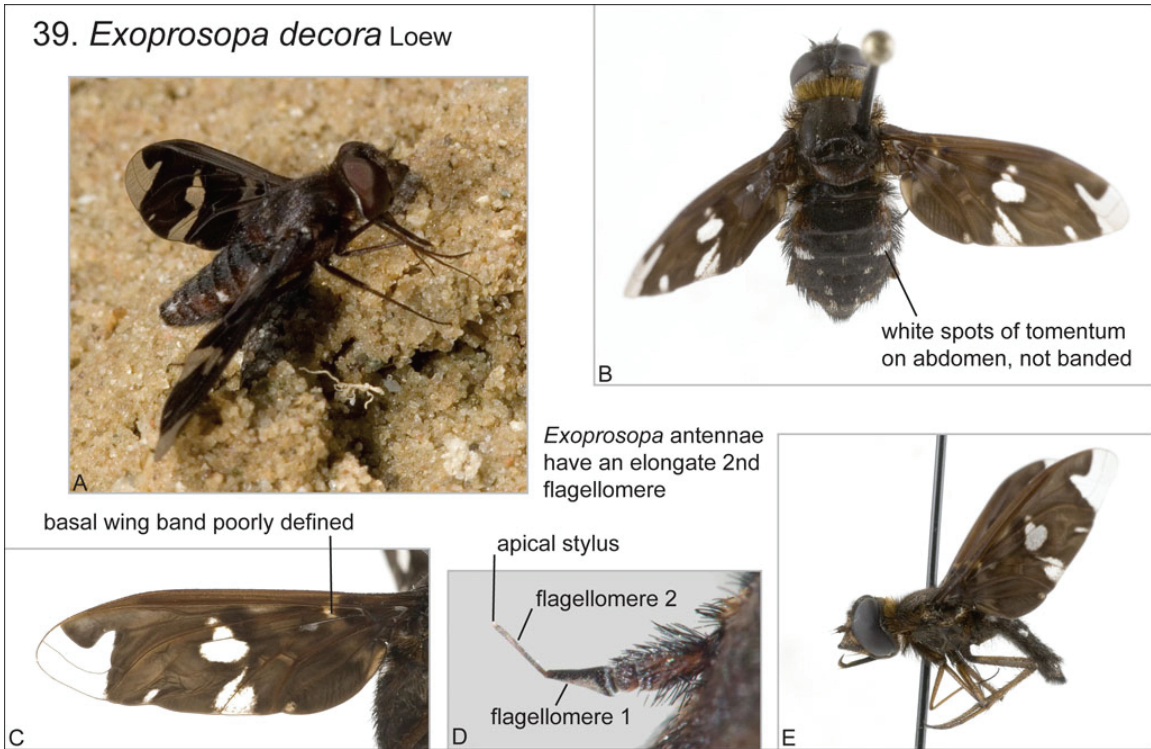 39. Exoprosopa decora Loew
A
B
white spots of tomentum
on abdomen, not banded
Exoprosopa antennae
have an elongate 2nd
flagellomere
basal wing band poorly defined
C
apical stylus
flagellomere 2
flagellomere 1
D
E